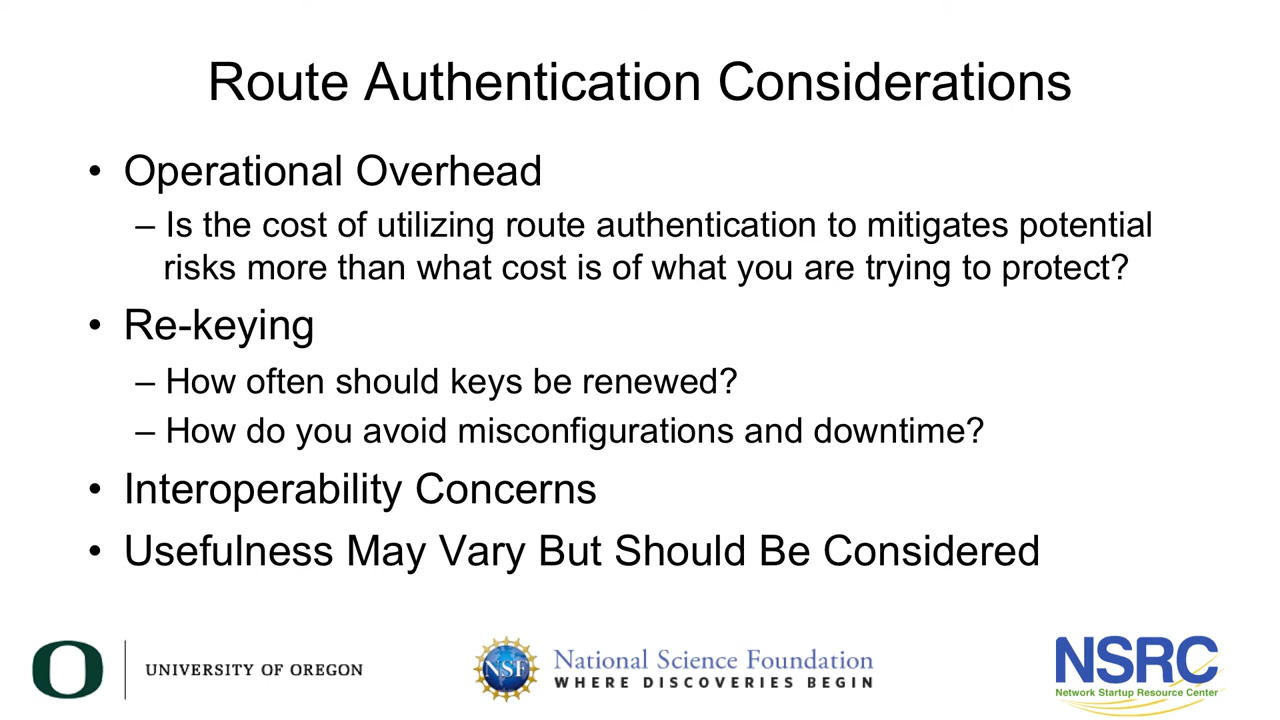 Route Authentication Considerations
• Operational Overhead
– Is the cost of utilizing route authentication to mitigates potential
risks more than what cost is of what you are trying to protect?
• Re-keying
– How often should keys be renewed?
– How do you avoid misconfigurations and downtime?
• Interoperability Concerns
• Usefulness May Vary But Should Be Considered
O
UNIVERSITY OF OREGON
NSF
National Science Foundation
WHERE DISCOVERIES BEGIN
NSRC
Network Startup Resource Center